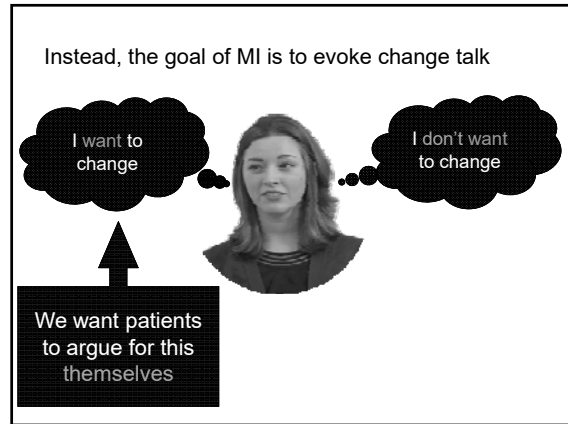 Instead, the goal of MI is to evoke change talk
I want to
change
I don't want
to change
We want patients
to argue for this
themselves